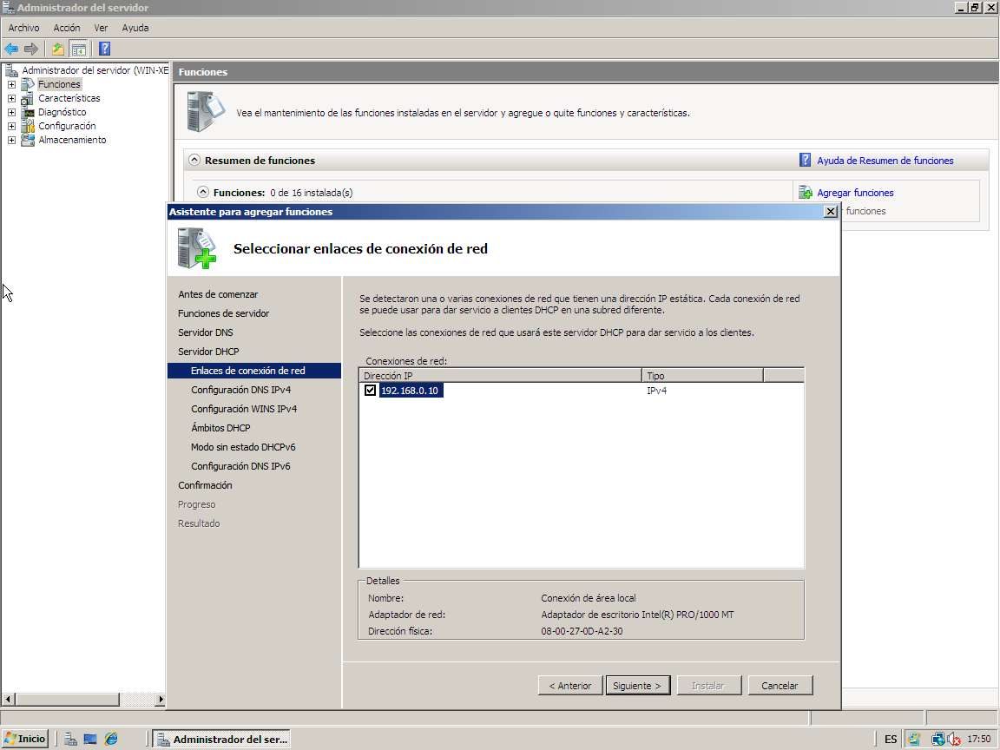 Administrador del servidor
Archivo Acción Ver Ayuda
Administrador del servidor (WIN-XE
Funciones
Características
Diagnóstico
Configuración
Almacenamiento
Funciones
Vea el mantenimiento de las funciones instaladas en el servidor y agregue o quite funciones y características.
Resumen de funciones
Ayuda de Resumen de funciones
Funciones: 0 de 16 instalada(s)
Agregar funciones
funciones
Asistente para agregar funciones
Seleccionar enlaces de conexión de red
Antes de comenzar
Funciones de servidor
Servidor DNS
Servidor DHCP
Enlaces de conexión de red
Configuración DNS IPv4
Configuración WINS IPv4
Ámbitos DHCP
Modo sin estado DHCPv6
Configuración DNS IPv6
Confirmación
Progreso
Resultado
Se detectaron una o varias conexiones de red que tienen una dirección IP estática. Cada conexión de red
se puede usar para dar servicio a clientes DHCP en una subred diferente.
Seleccione las conexiones de red que usará este servidor DHCP para dar servicio a los clientes.
Conexiones de red:
Dirección IP Tipo
192.168.0.10 IPv4
Detalles
Nombre: Conexión de área local
Adaptador de red: Adaptador de escritorio Intel(R) PRO/1000 MT
Dirección física: 08-00-27-0D-A2-30
< Anterior Siguiente > Instalar Cancelar
Inicio Administrador del ser... ES 17:50